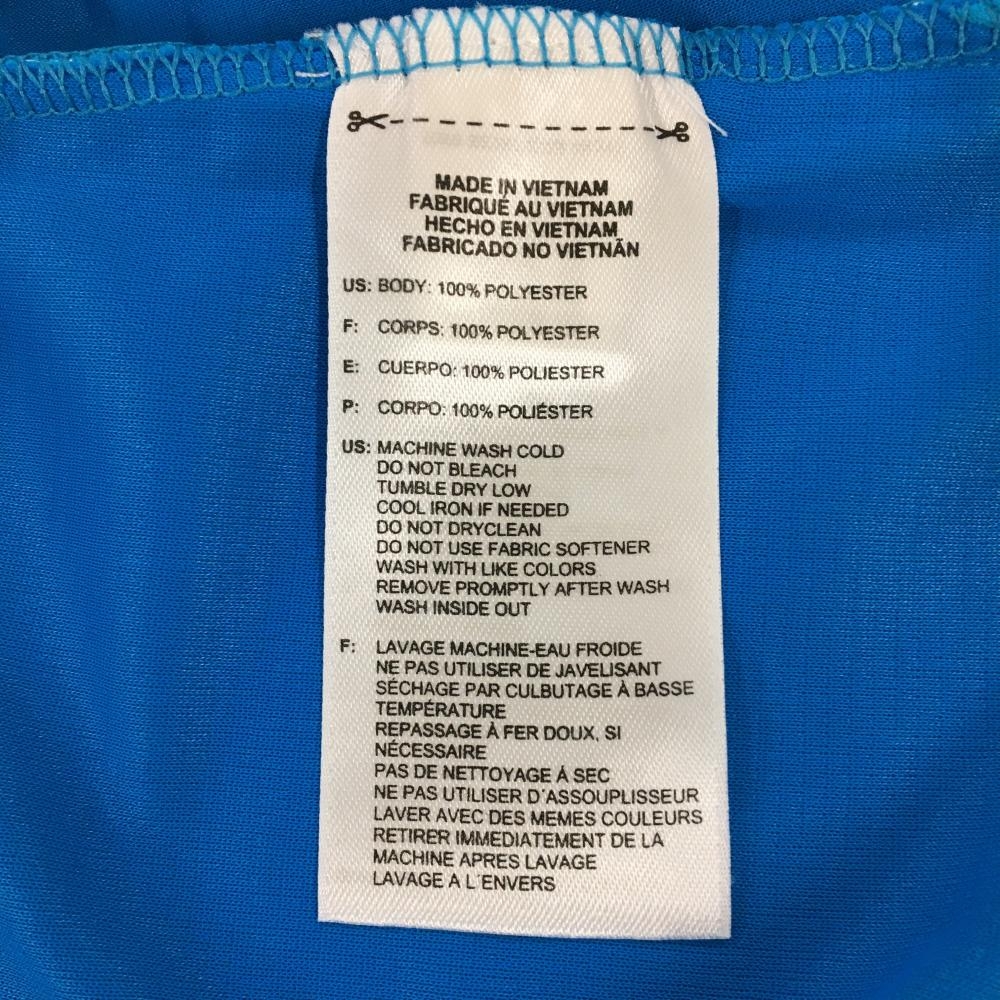 MADE IN VIETNAM
FABRIQUÉ AU VIETNAM
HECHO EN VIETNAM
FABRICADO NO VIETNÃN
US: BODY: 100% POLYESTER
F: CORPS: 100% POLYESTER
E: CUERPO: 100% POLIESTER
P: CORPO: 100% POLIÉSTER
US: MACHINE WASH COLD
DO NOT BLEACH
TUMBLE DRY LOW
COOL IRON IF NEEDED
DO NOT DRYCLEAN
DO NOT USE FABRIC SOFTENER
WASH WITH LIKE COLORS
REMOVE PROMPTLY AFTER WASH
WASH INSIDE OUT
F: LAVAGE MACHINE-EAU FROIDE
NE PAS UTILISER DE JAVELISANT
SÉCHAGE PAR CULBUTAGE À BASSE
TEMPÉRATURE
REPASSAGE À FER DOUX, SI
NÉCESSAIRE
PAS DE NETTOYAGE Á SEC
NE PAS UTILISER D'ASSOUPLISSEUR
LAVER AVEC DES MEMES COULEURS
RETIRER IMMEDIATEMENT DE LA
MACHINE APRES LAVAGE
LAVAGE A L'ENVERS